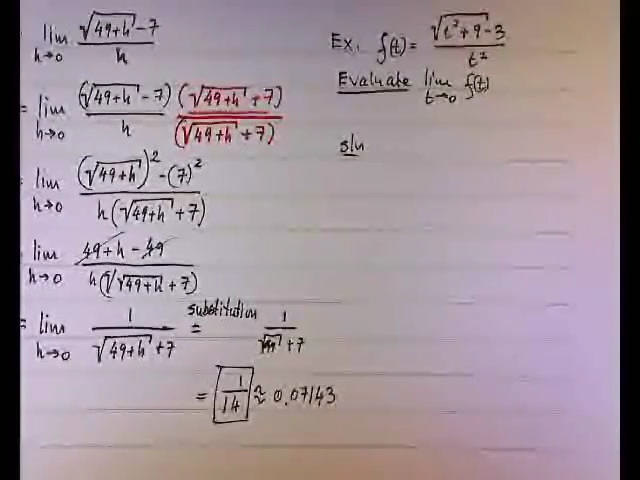 lim h→0 (√(49+h) - 7) / h
= lim h→0 (√(49+h) - 7) (√(49+h) + 7) / h (√(49+h) + 7)
= lim h→0 ((√(49+h))² - (7)²) / h(√(49+h) + 7)
= lim h→0 (49+h - 49) / h(√(49+h) + 7)
= lim h→0 1 / (√(49+h) + 7) substitution = 1 / (√49 + 7)
= 1/14 ≈ 0.07143
Ex. f(t) = (√(t²+9) - 3) / t²
Evaluate lim t→0 f(t)
sln